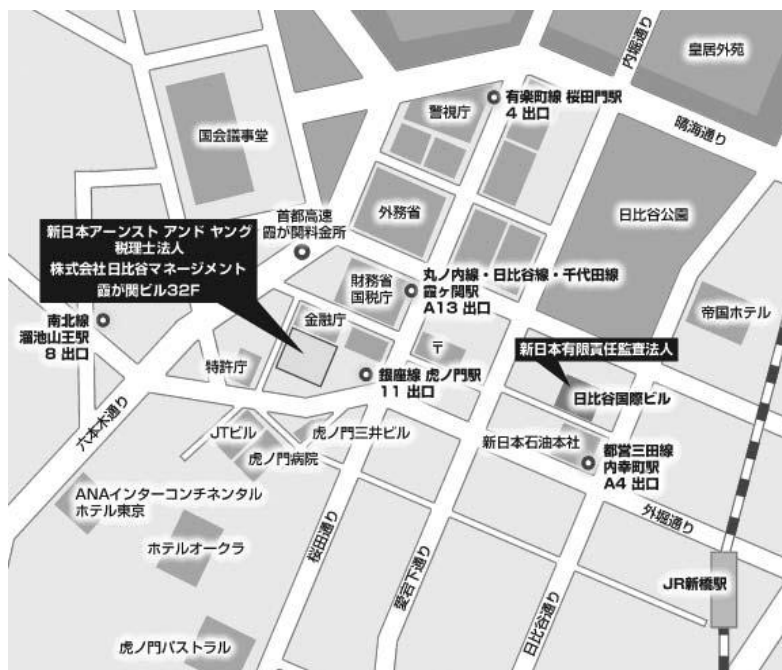 皇居外苑
内堀通り
晴海通り
有楽町線 桜田門駅
4 出口
警視庁
国会議事堂
外務省
日比谷公園
首都高速
霞が関料金所
新日本アーンスト アンド ヤング
税理士法人
株式会社日比谷マネージメント
霞が関ビル32F
財務省
国税庁
丸ノ内線・日比谷線・千代田線
霞ヶ関駅
A13 出口
帝国ホテル
南北線
溜池山王駅
8 出口
金融庁
〒
新日本有限責任監査法人
特許庁
銀座線 虎ノ門駅
11 出口
日比谷国際ビル
六本木通り
JTビル
虎ノ門三井ビル
虎ノ門病院
新日本石油本社
都営三田線
内幸町駅
A4 出口
ANAインターコンチネンタル
ホテル東京
外堀通り
ホテルオークラ
桜田通り
愛宕下通り
日比谷通り
JR新橋駅
虎ノ門パストラル